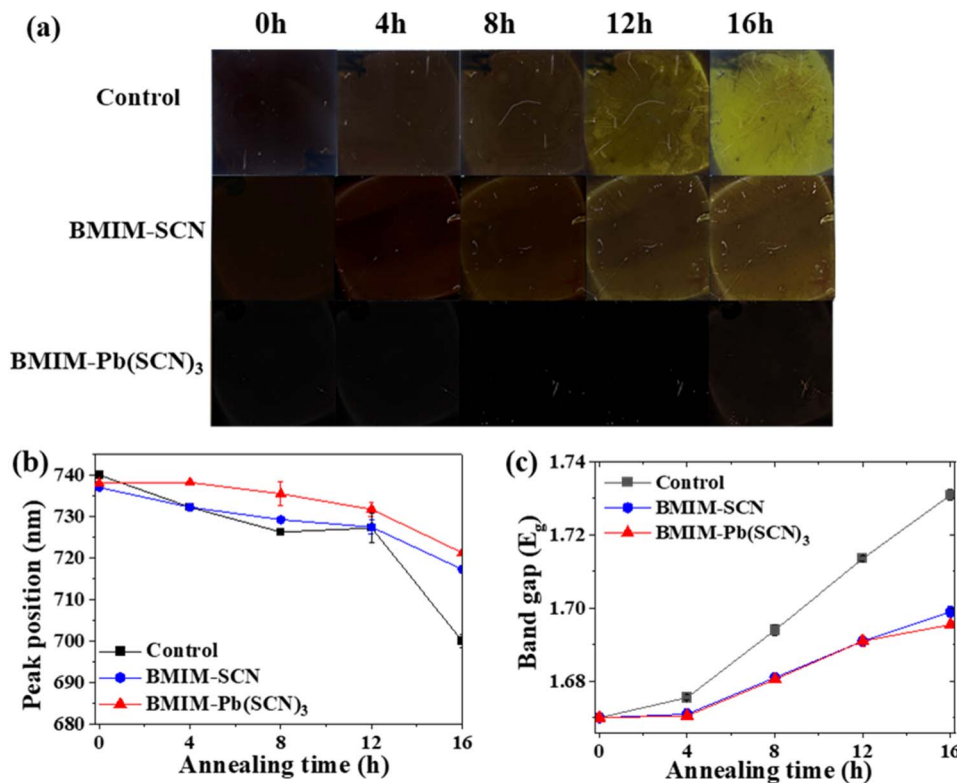 (a)
0h 4h 8h 12h 16h
Control
BMIM-SCN
BMIM-Pb(SCN)₃
(b)
740
730
720
710
700
690
680
Peak position (nm)
Control
BMIM-SCN
BMIM-Pb(SCN)₃
0 4 8 12 16
Annealing time (h)
(c)
1.74
1.72
1.70
1.68
Band gap (E_g)
Control
BMIM-SCN
BMIM-Pb(SCN)₃
0 4 8 12 16
Annealing time (h)